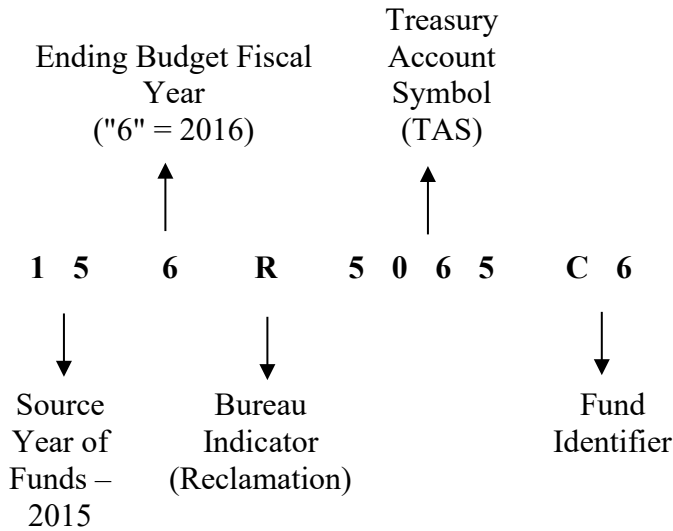 Ending Budget Fiscal
Year
("6" = 2016)
Treasury
Account
Symbol
(TAS)
1 5 6 R 5 0 6 5 C 6
Source
Year of
Funds –
2015
Bureau
Indicator
(Reclamation)
Fund
Identifier